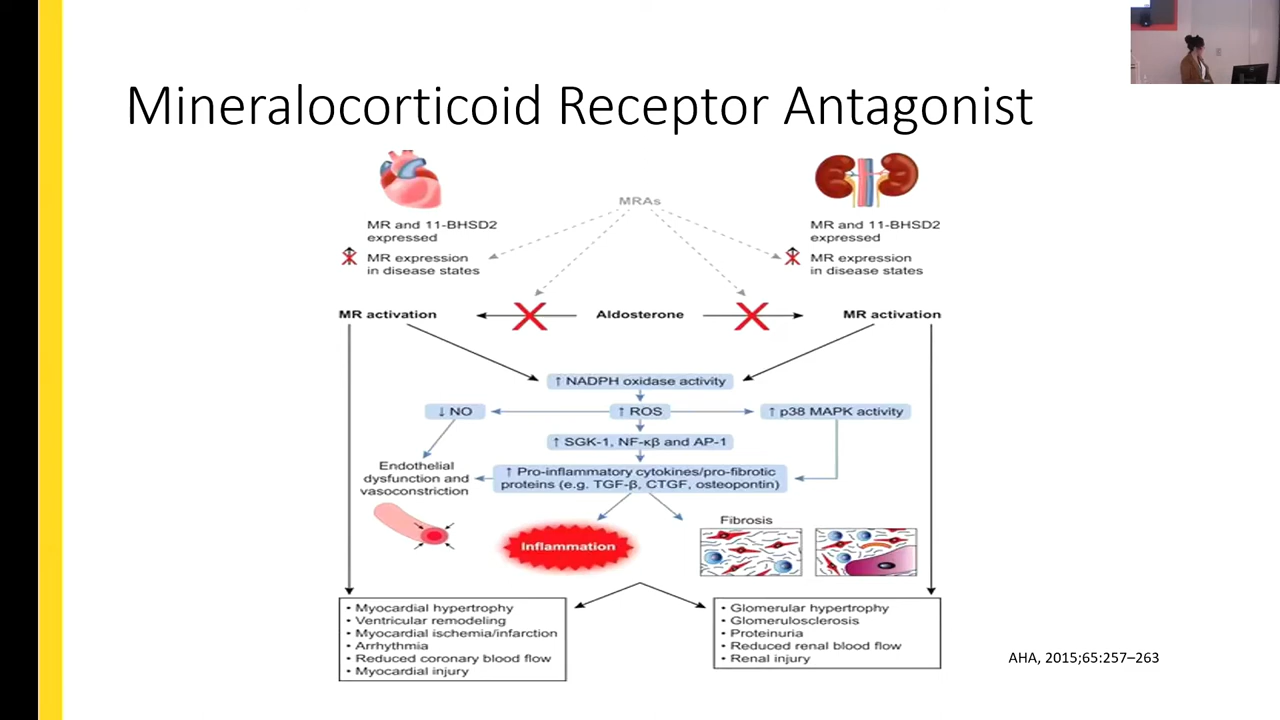 Mineralocorticoid Receptor Antagonist
MRAs
MR and 11-BHSD2
expressed
MR expression
in disease states
MR and 11-BHSD2
expressed
MR expression
in disease states
MR activation
Aldosterone
MR activation
↑ NADPH oxidase activity
↓ NO
↑ ROS
↑ p38 MAPK activity
↑ SGK-1, NF-κβ and AP-1
Endothelial
dysfunction and
vasoconstriction
↑ Pro-inflammatory cytokines/pro-fibrotic
proteins (e.g. TGF-β, CTGF, osteopontin)
Inflammation
Fibrosis
• Myocardial hypertrophy
• Ventricular remodeling
• Myocardial ischemia/infarction
• Arrhythmia
• Reduced coronary blood flow
• Myocardial injury
• Glomerular hypertrophy
• Glomerulosclerosis
• Proteinuria
• Reduced renal blood flow
• Renal injury
AHA, 2015;65:257–263